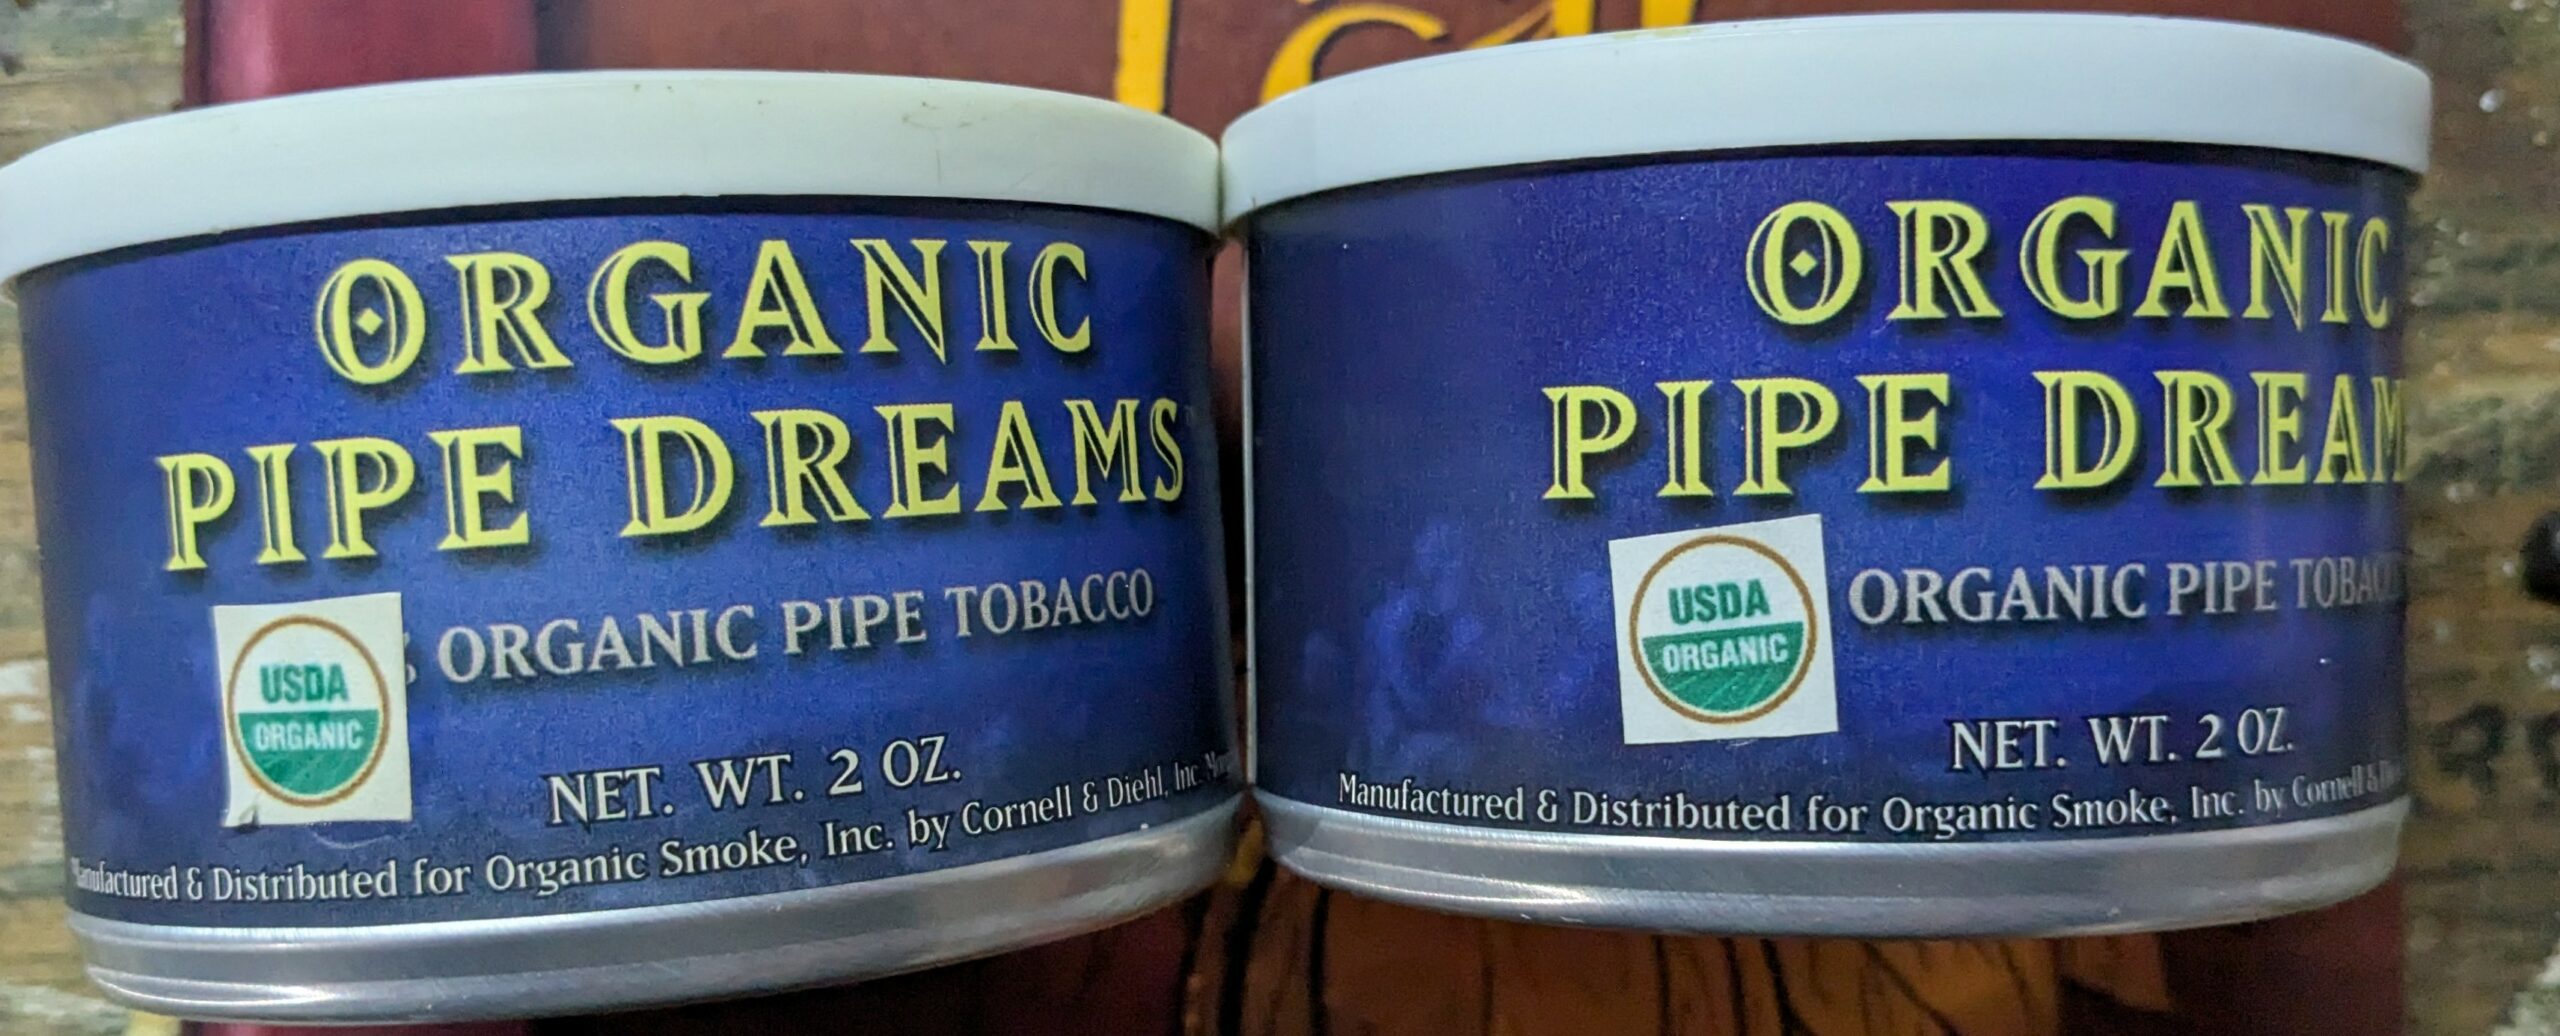 ORGANIC
PIPE DREAMS™
USDA
ORGANIC
% ORGANIC PIPE TOBACCO
NET. WT. 2 OZ.
Manufactured & Distributed for Organic Smoke, Inc. by Cornell & Diehl, Inc.
ORGANIC
PIPE DREAM
USDA
ORGANIC
ORGANIC PIPE TOBAC
NET. WT. 2 OZ.
Manufactured & Distributed for Organic Smoke, Inc. by Cornell &